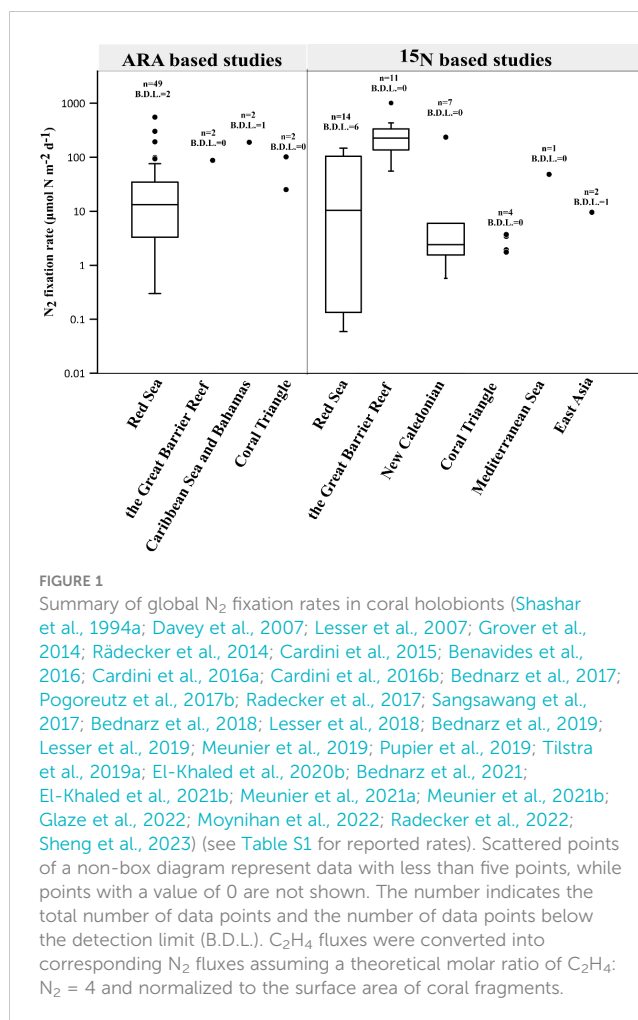 ARA based studies
15N based studies
n=49
B.D.L.=2
n=2
B.D.L.=0
n=2
B.D.L.=1
n=2
B.D.L.=0
n=14
B.D.L.=6
n=11
B.D.L.=0
n=7
B.D.L.=0
n=4
B.D.L.=0
n=1
B.D.L.=0
n=2
B.D.L.=1
N2 fixation rate (μmol N m-2 d-1)
1000
100
10
1
0.1
0.01
Red Sea
the Great Barrier Reef
Caribbean Sea and Bahamas
Coral Triangle
Red Sea
the Great Barrier Reef
New Caledonian
Coral Triangle
Mediterranean Sea
East Asia
FIGURE 1
Summary of global N2 fixation rates in coral holobionts (Shashar
et al., 1994a; Davey et al., 2007; Lesser et al., 2007; Grover et al.,
2014; Rädecker et al., 2014; Cardini et al., 2015; Benavides et al.,
2016; Cardini et al., 2016a; Cardini et al., 2016b; Bednarz et al., 2017;
Pogoreutz et al., 2017b; Radecker et al., 2017; Sangsawang et al.,
2017; Bednarz et al., 2018; Lesser et al., 2018; Bednarz et al., 2019;
Lesser et al., 2019; Meunier et al., 2019; Pupier et al., 2019; Tilstra
et al., 2019a; El-Khaled et al., 2020b; Bednarz et al., 2021;
El-Khaled et al., 2021b; Meunier et al., 2021a; Meunier et al., 2021b;
Glaze et al., 2022; Moynihan et al., 2022; Radecker et al., 2022;
Sheng et al., 2023) (see Table S1 for reported rates). Scattered points
of a non-box diagram represent data with less than five points, while
points with a value of 0 are not shown. The number indicates the
total number of data points and the number of data points below
the detection limit (B.D.L.). C2H4 fluxes were converted into
corresponding N2 fluxes assuming a theoretical molar ratio of C2H4:
N2 = 4 and normalized to the surface area of coral fragments.